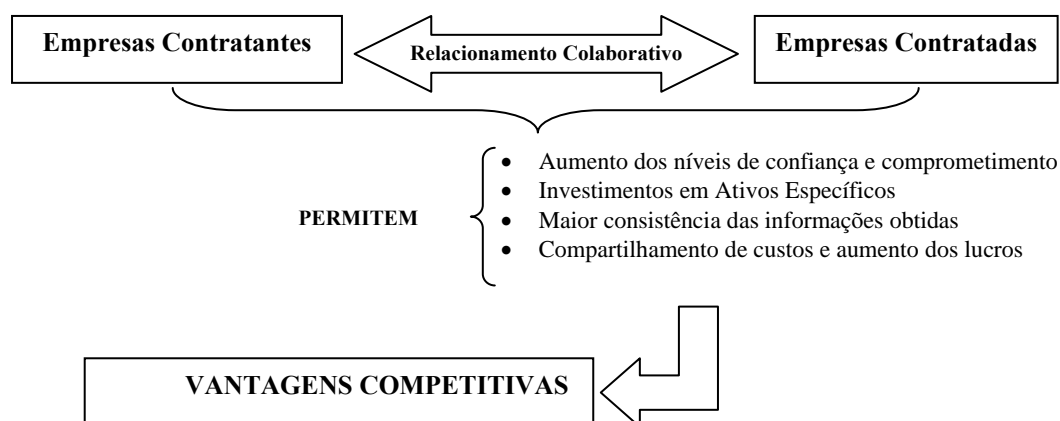 Empresas Contratantes
Relacionamento Colaborativo
Empresas Contratadas
PERMITEM
• Aumento dos níveis de confiança e comprometimento
• Investimentos em Ativos Específicos
• Maior consistência das informações obtidas
• Compartilhamento de custos e aumento dos lucros
VANTAGENS COMPETITIVAS